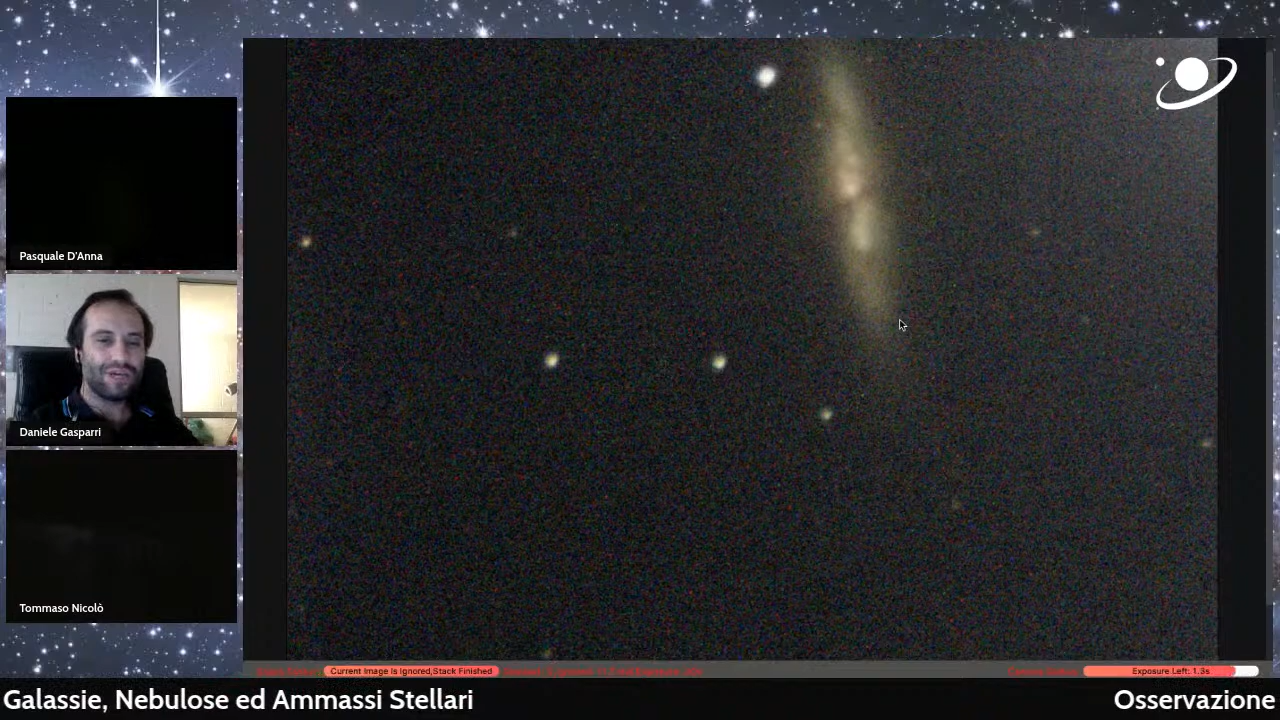 Pasquale D'Anna
Daniele Gasparri
Tommaso Nicolò
Current Image Is Ignored,Stack Finished
Exposure Left: 1.3s
Galassie, Nebulose ed Ammassi Stellari
Osservazione